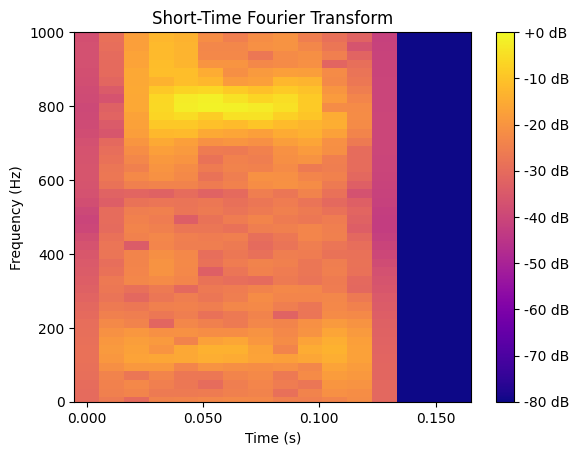 Short-Time Fourier Transform
Frequency (Hz)
1000
800
600
400
200
0
0.000 0.050 0.100 0.150
Time (s)
+0 dB
-10 dB
-20 dB
-30 dB
-40 dB
-50 dB
-60 dB
-70 dB
-80 dB